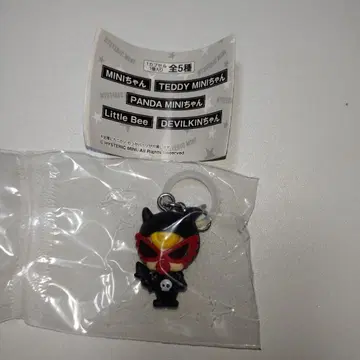 全5種
MINIちゃん TEDDY MINIちゃん
PANDA MINIちゃん
Little Bee DEVILKINちゃん
© HYSTERIC MINI. All Rights Reserved.